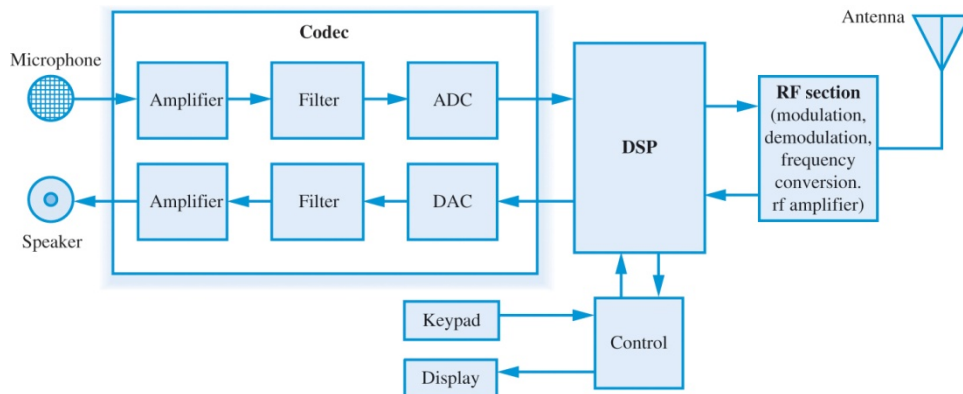 Codec
Antenna
Microphone
Amplifier
Filter
ADC
DSP
RF section
(modulation,
demodulation,
frequency
conversion.
rf amplifier)
Amplifier
Filter
DAC
Speaker
Keypad
Control
Display